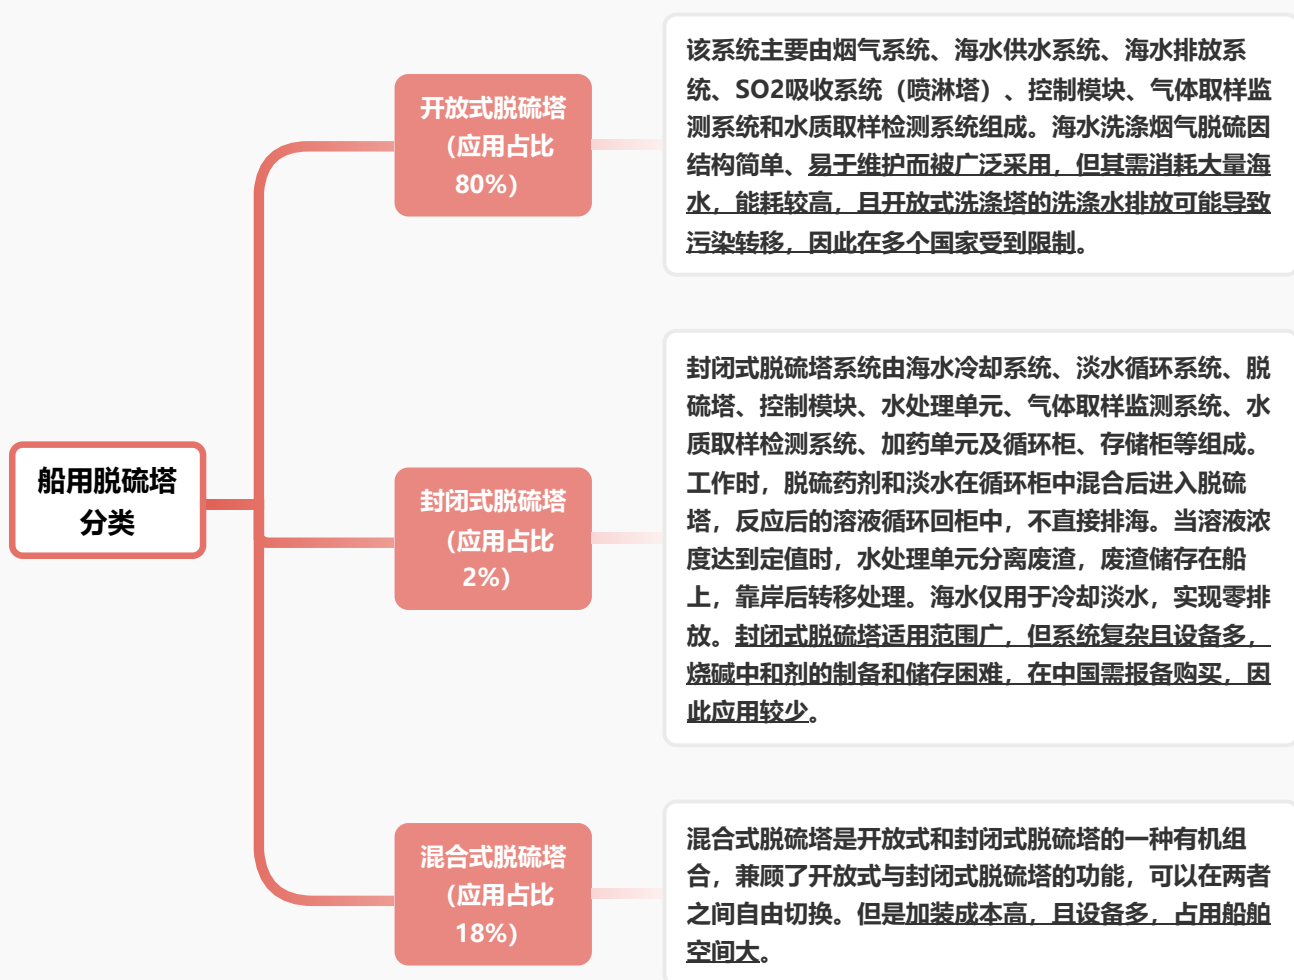 船用脱硫塔
分类
开放式脱硫塔
（应用占比
80%）
该系统主要由烟气系统、海水供水系统、海水排放系
统、SO2吸收系统（喷淋塔）、控制模块、气体取样监
测系统和水质取样检测系统组成。海水洗涤烟气脱硫因
结构简单、易于维护而被广泛采用，但其需消耗大量海
水，能耗较高，且开放式洗涤塔的洗涤水排放可能导致
污染转移，因此在多个国家受到限制。
封闭式脱硫塔
（应用占比
2%）
封闭式脱硫塔系统由海水冷却系统、淡水循环系统、脱
硫塔、控制模块、水处理单元、气体取样监测系统、水
质取样检测系统、加药单元及循环柜、存储柜等组成。
工作时，脱硫药剂和淡水在循环柜中混合后进入脱硫
塔，反应后的溶液循环回柜中，不直接排海。当溶液浓
度达到定值时，水处理单元分离废渣，废渣储存在船
上，靠岸后转移处理。海水仅用于冷却淡水，实现零排
放。封闭式脱硫塔适用范围广，但系统复杂且设备多，
烧碱中和剂的制备和储存困难，在中国需报备购买，因
此应用较少。
混合式脱硫塔
（应用占比
18%）
混合式脱硫塔是开放式和封闭式脱硫塔的一种有机组
合，兼顾了开放式与封闭式脱硫塔的功能，可以在两者
之间自由切换。但是加装成本高，且设备多，占用船舶
空间大。